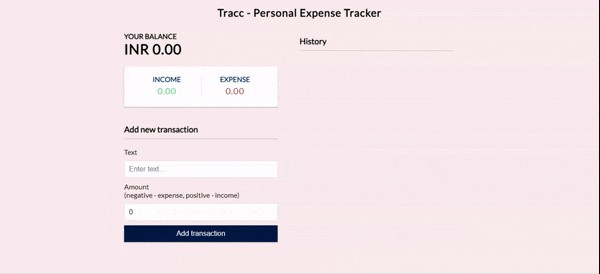 Tracc - Personal Expense Tracker
YOUR BALANCE
INR 0.00
INCOME
0.00
EXPENSE
0.00
Add new transaction
Text
Enter text...
Amount
(negative - expense, positive - income)
0
Add transaction
History